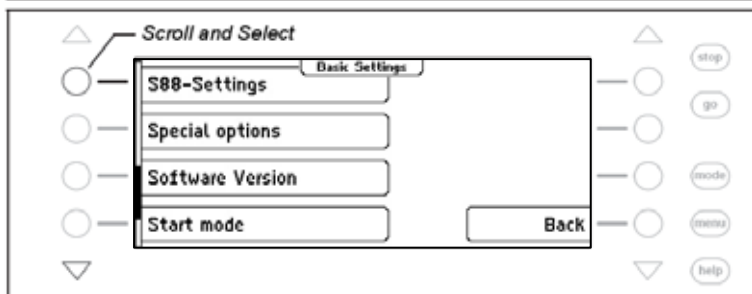 Scroll and Select
Basic Settings
S88-Settings
Special options
Software Version
Start mode
Back
stop
go
mode
menu
help